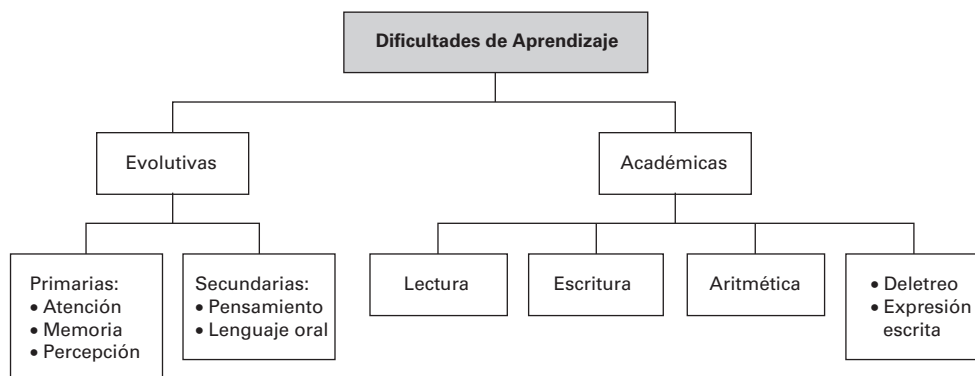 Dificultades de Aprendizaje
Evolutivas
Académicas
Primarias:
• Atención
• Memoria
• Percepción
Secundarias:
• Pensamiento
• Lenguaje oral
Lectura
Escritura
Aritmética
• Deletreo
• Expresión
escrita